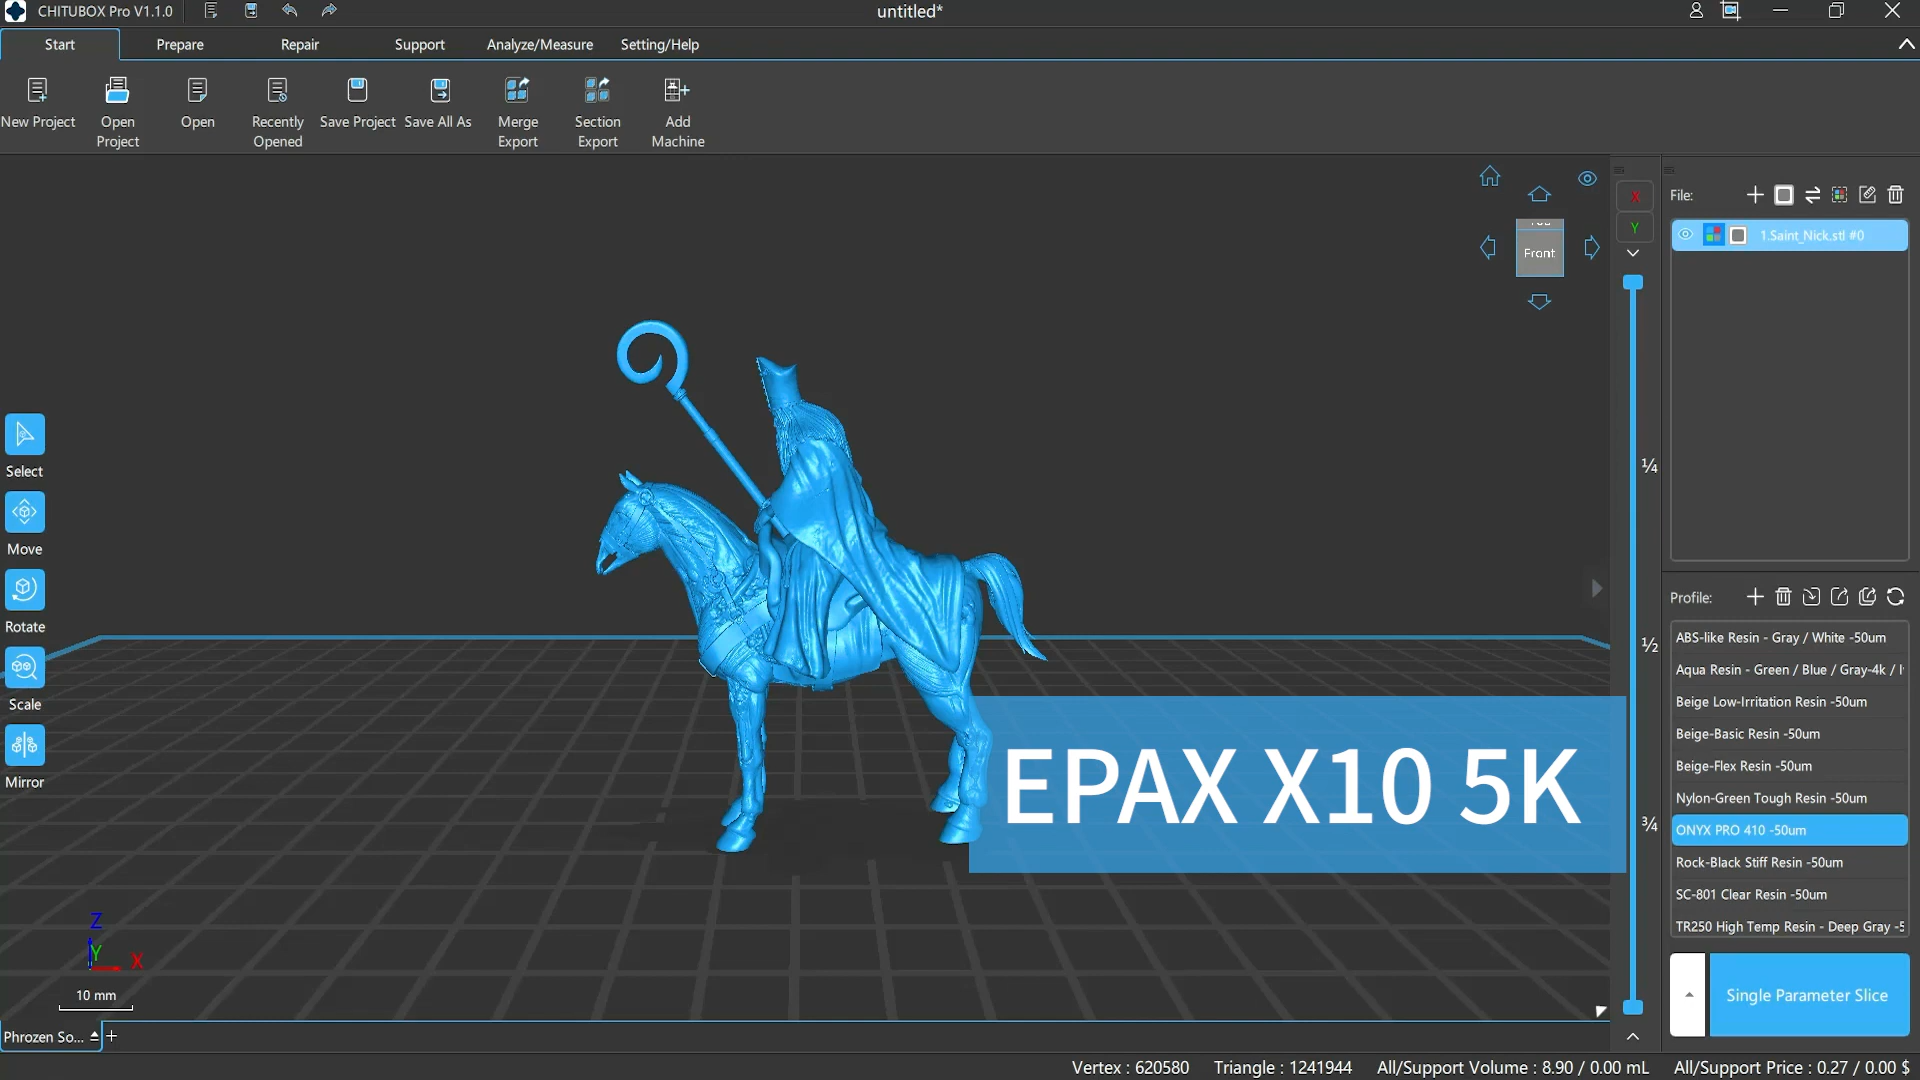 CHITUBOX Pro V1.1.0
untitled*
Start
Prepare
Repair
Support
Analyze/Measure
Setting/Help
New Project
Open Project
Open
Recently Opened
Save Project
Save All As
Merge Export
Section Export
Add Machine
Front
X
Y
File:
1.Saint_Nick.stl #0
Select
Move
Rotate
Scale
Mirror
¼
½
¾
EPAX X10 5K
Profile:
ABS-like Resin - Gray / White -50um
Aqua Resin - Green / Blue / Gray-4k /
Beige Low-Irritation Resin -50um
Beige-Basic Resin -50um
Beige-Flex Resin -50um
Nylon-Green Tough Resin -50um
ONYX PRO 410 -50um
Rock-Black Stiff Resin -50um
SC-801 Clear Resin -50um
TR250 High Temp Resin - Deep Gray -5
Single Parameter Slice
Z
Y
X
10 mm
Phrozen So...
Vertex : 620580
Triangle : 1241944
All/Support Volume : 8.90 / 0.00 mL
All/Support Price : 0.27 / 0.00 $